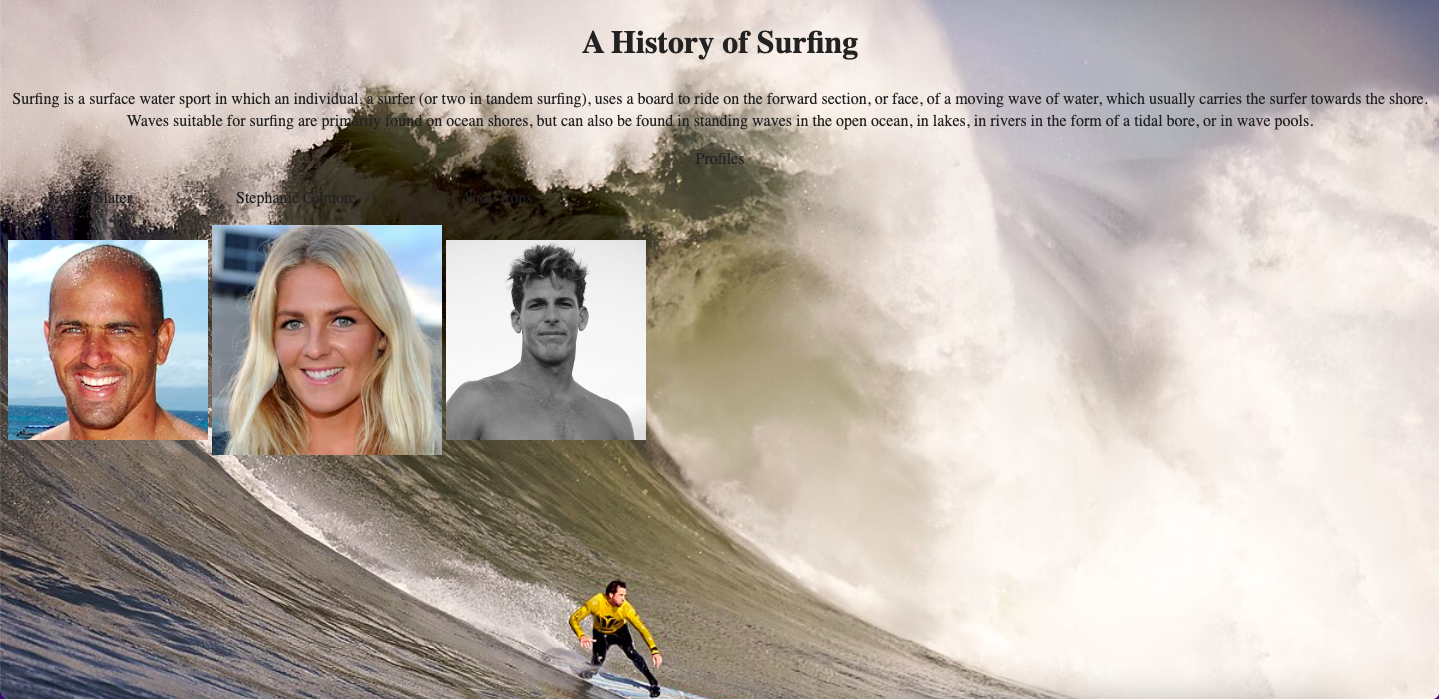 A History of Surfing
Surfing is a surface water sport in which an individual, a surfer (or two in tandem surfing), uses a board to ride on the forward section, or face, of a moving wave of water, which usually carries the surfer towards the shore.
Waves suitable for surfing are primarily found on ocean shores, but can also be found in standing waves in the open ocean, in lakes, in rivers in the form of a tidal bore, or in wave pools.
Profiles
Slater Stephanie Gilmore Irons